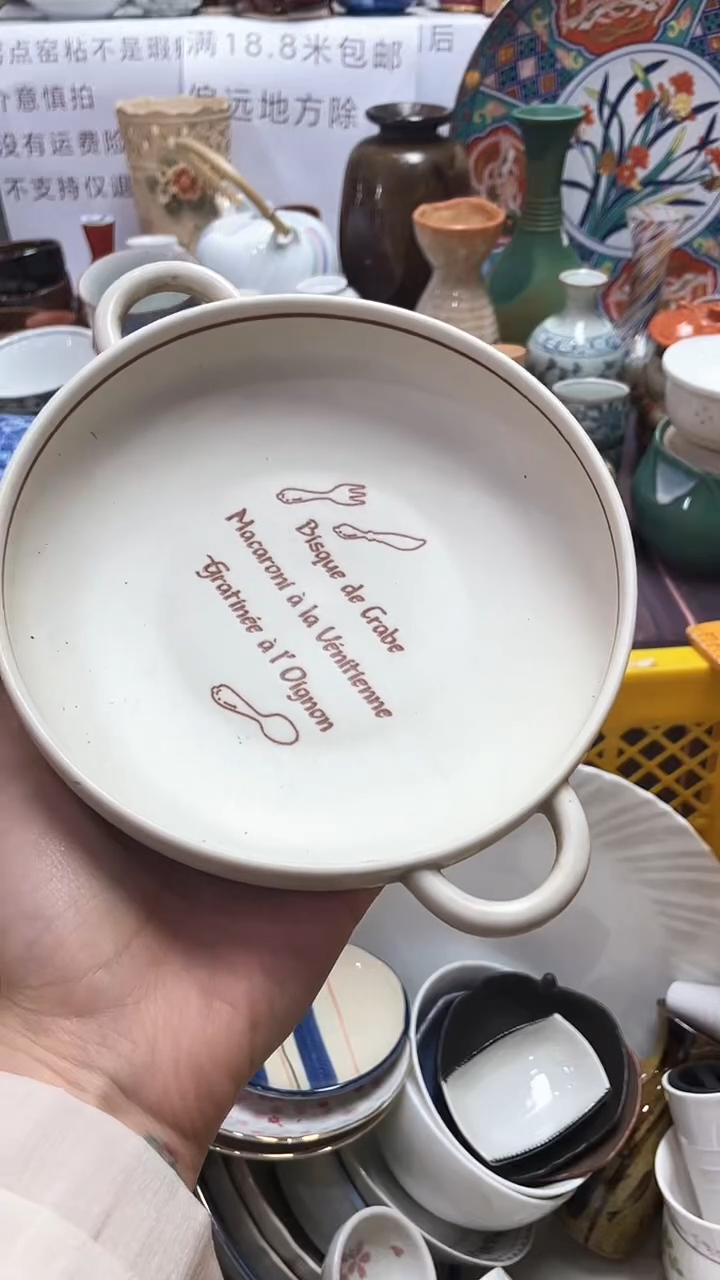 点窑粘不是瑕
介意慎拍
没有运费险
不支持仅退
满18.8米包邮
偏远地方除
后
Bisque de Crabe
Macaroni à la Vénitienne
Gratinée à l'Oignon